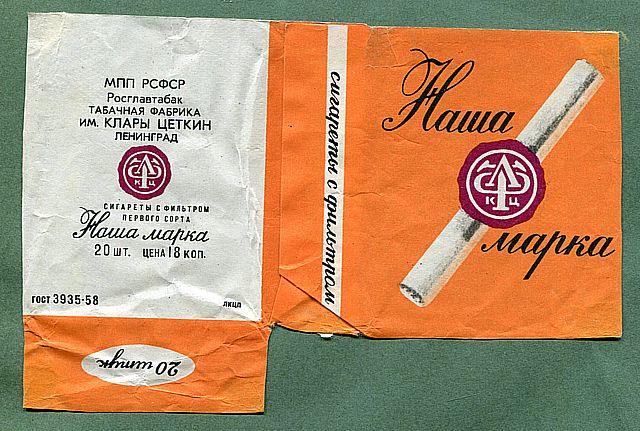 МПП РСФСР
Росглавтабак
ТАБАЧНАЯ ФАБРИКА
ИМ. КЛАРЫ ЦЕТКИН
ЛЕНИНГРАД
КЦ
СИГАРЕТЫ С ФИЛЬТРОМ
ПЕРВОГО СОРТА
Наша марка
20 ШТ. ЦЕНА 18 КОП.
ГОСТ 3935-58 ЛКЦЛ
20 штук
сигареты с фильтром
Наша
КЦ
марка